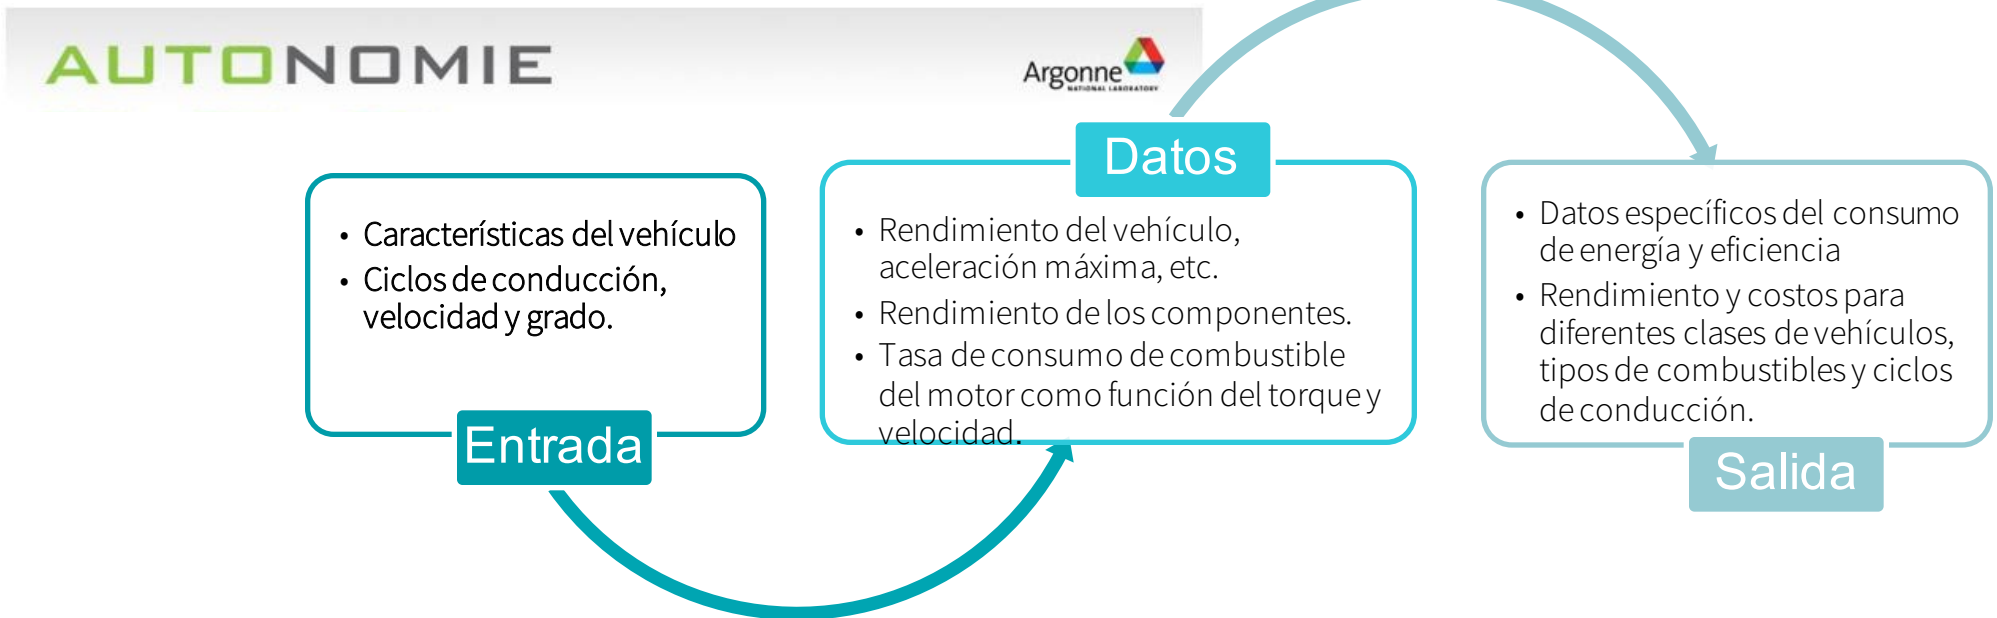 AUTONOMIE
Argonne
NATIONAL LABORATORY
• Características del vehículo
• Ciclos de conducción,
velocidad y grado.
Entrada
Datos
• Rendimiento del vehículo,
aceleración máxima, etc.
• Rendimiento de los componentes.
• Tasa de consumo de combustible
del motor como función del torque y
velocidad.
• Datos específicos del consumo
de energía y eficiencia
• Rendimiento y costos para
diferentes clases de vehículos,
tipos de combustibles y ciclos
de conducción.
Salida